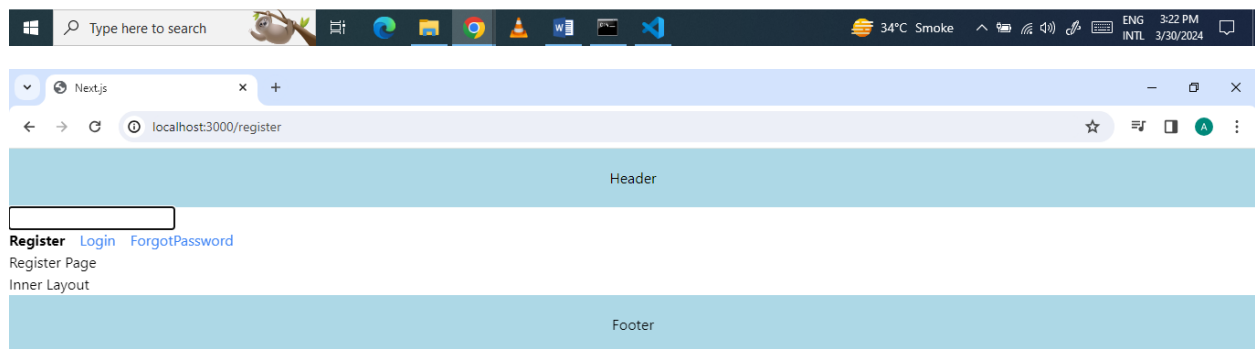 Type here to search
34°C Smoke
ENG
INTL
3:22 PM
3/30/2024
Next.js
localhost:3000/register
A
Header
Register Login ForgotPassword
Register Page
Inner Layout
Footer